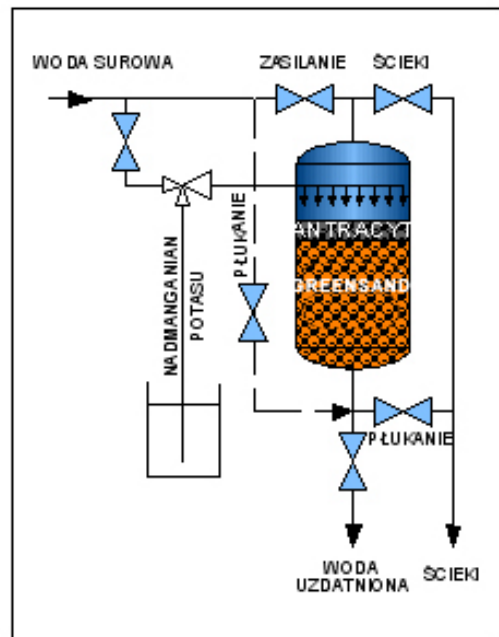 WODA SUROWA
ZASILANIE
ŚCIEKI
PŁUKANIE
ANTRACYT
GREENSAND
NADMANGANIAN
POTASU
PŁUKANIE
WODA
UZDATNIONA
ŚCIEKI